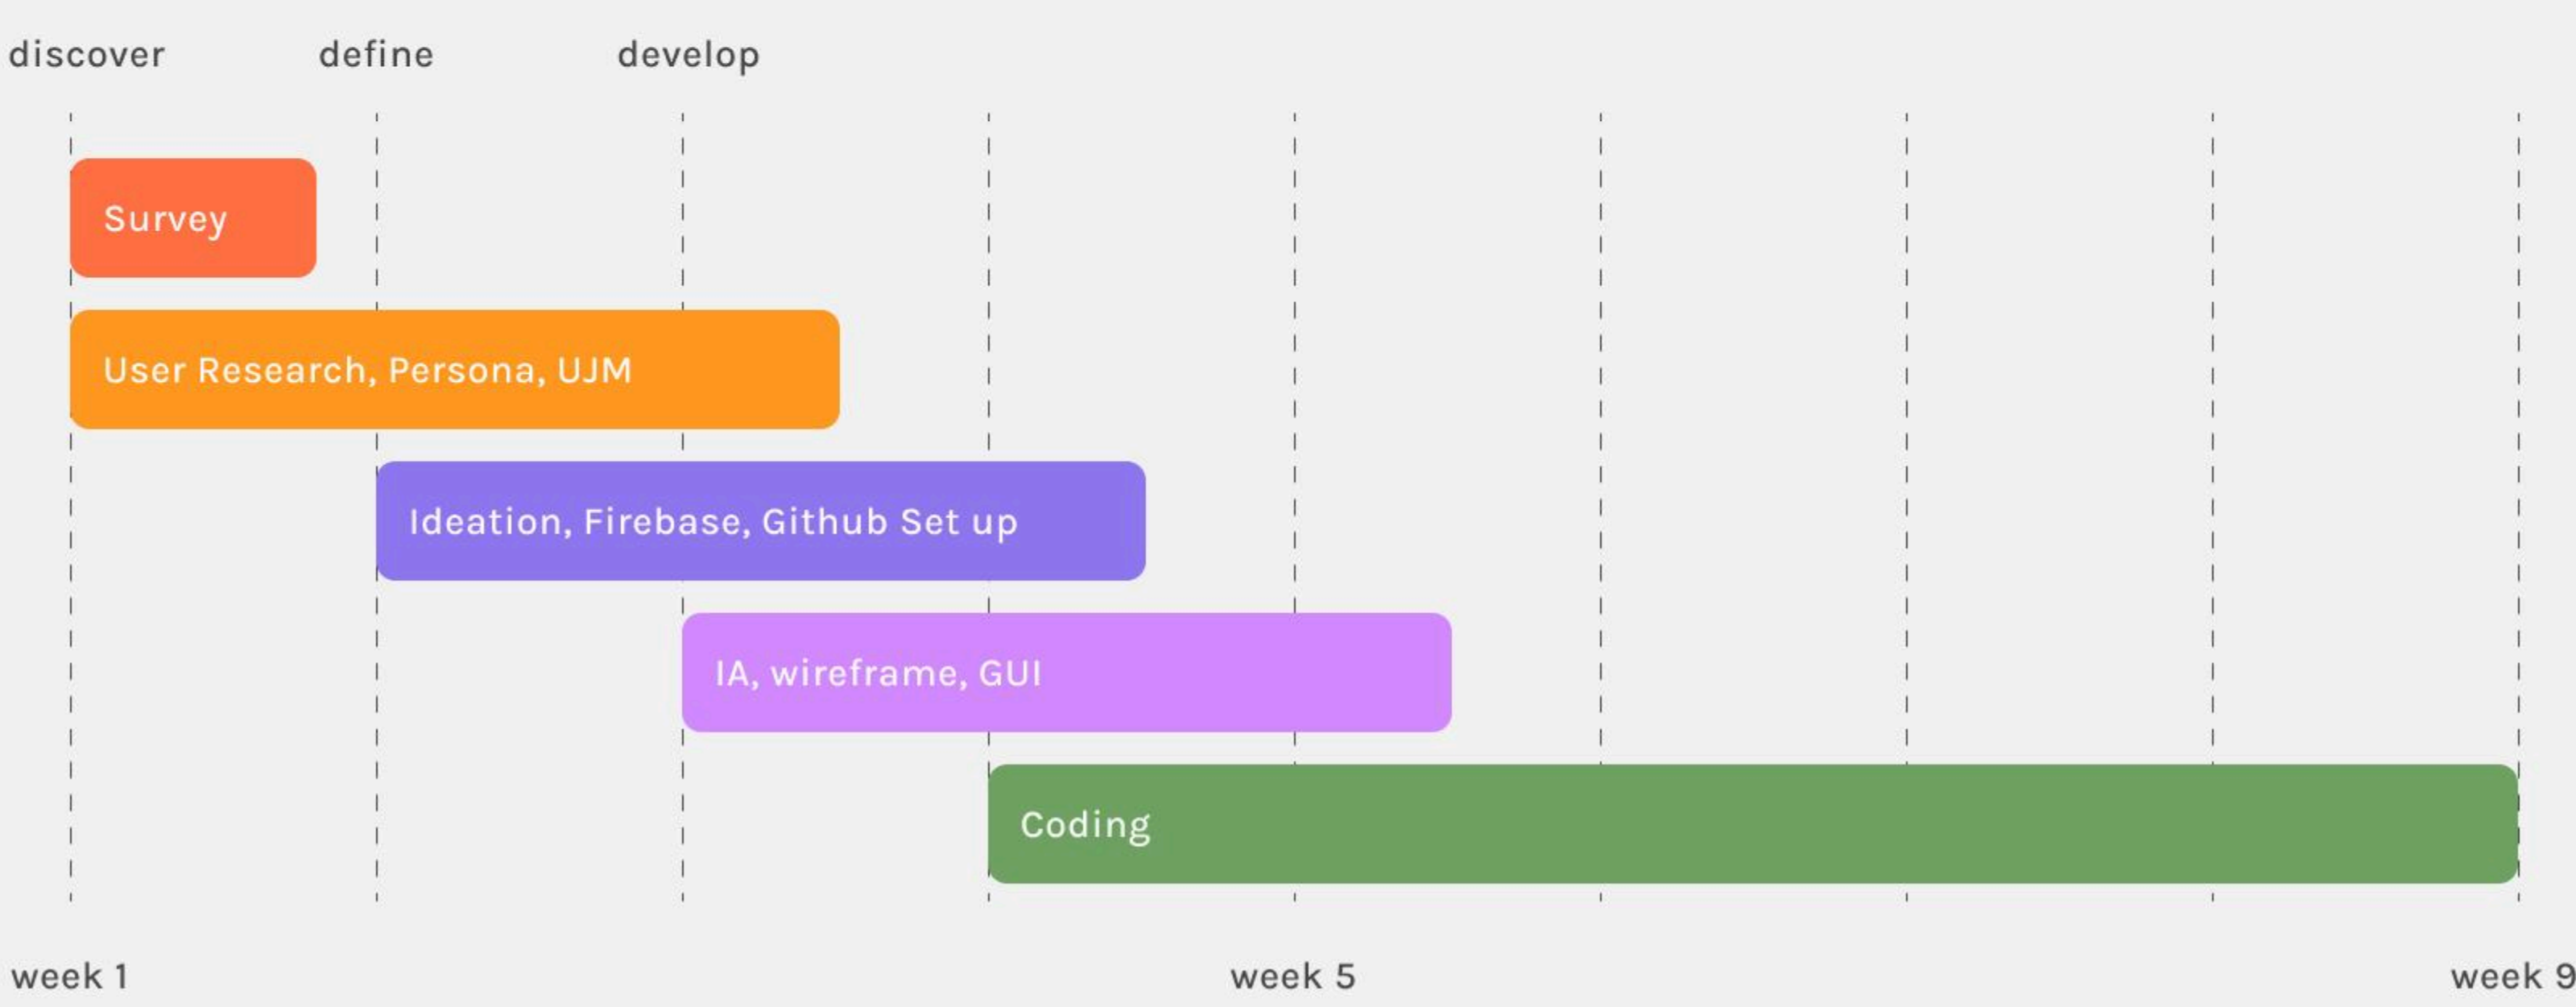 discover define develop
Survey
User Research, Persona, UJM
Ideation, Firebase, Github Set up
IA, wireframe, GUI
Coding
week 1 week 5 week 9